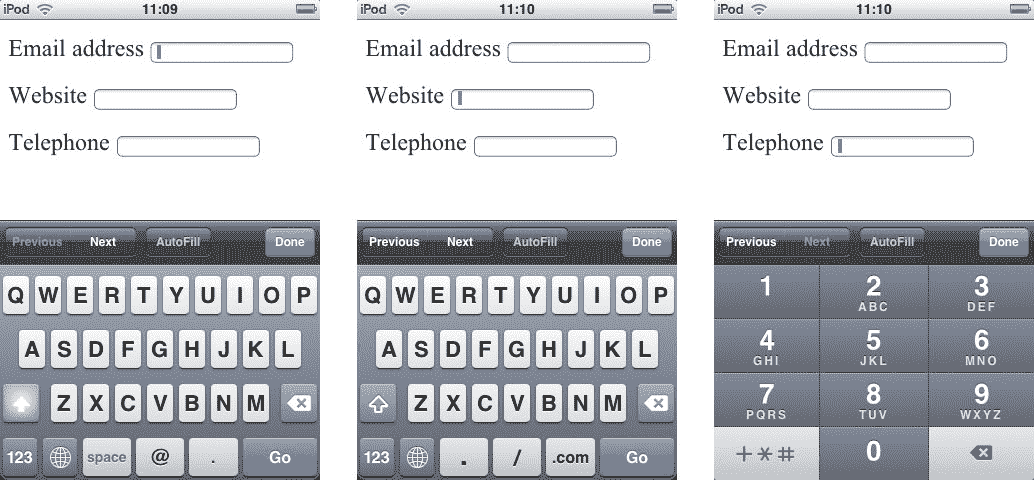 iPod 11:09
Email address
Website
Telephone
Previous Next AutoFill Done
Q W E R T Y U I O P
A S D F G H J K L
Z X C V B N M
123 space @ . Go
iPod 11:10
Email address
Website
Telephone
Previous Next AutoFill Done
Q W E R T Y U I O P
A S D F G H J K L
Z X C V B N M
123 . / .com Go
iPod 11:10
Email address
Website
Telephone
Previous Next AutoFill Done
1 2 3
ABC DEF
4 5 6
GHI JKL MNO
7 8 9
PQRS TUV WXYZ
+*# 0